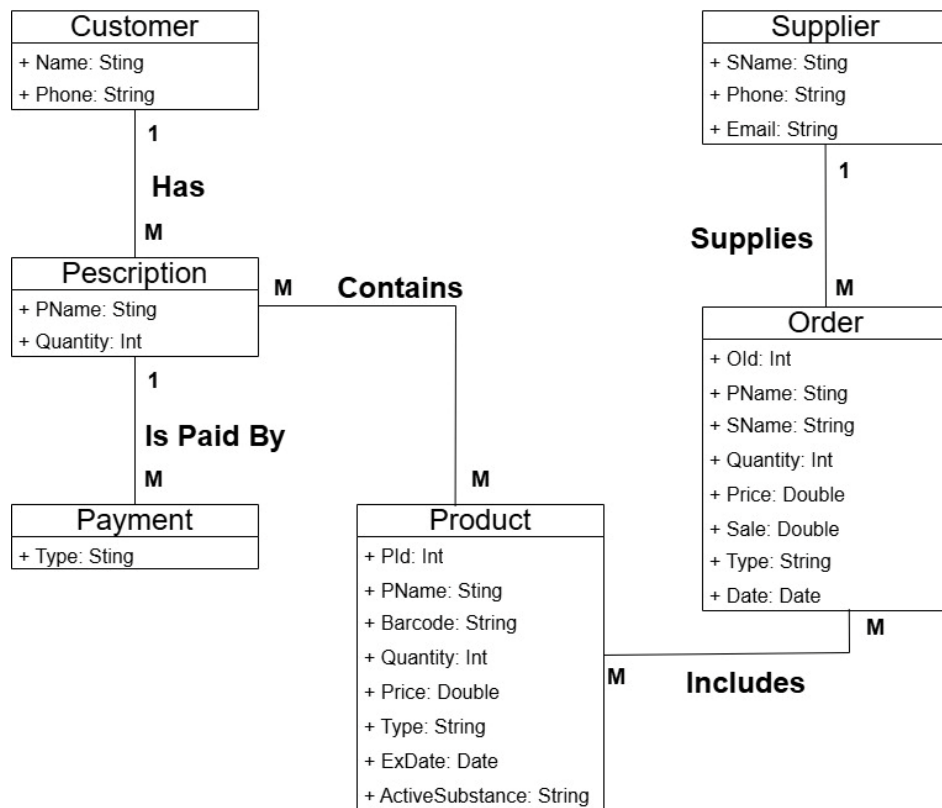 Customer
+ Name: Sting
+ Phone: String
1
Has
M
Pescription
+ PName: Sting
+ Quantity: Int
1
Is Paid By
M
Payment
+ Type: Sting
M
Contains
M
Product
+ PId: Int
+ PName: Sting
+ Barcode: String
+ Quantity: Int
+ Price: Double
+ Type: String
+ ExDate: Date
+ ActiveSubstance: String
Supplier
+ SName: Sting
+ Phone: String
+ Email: String
1
Supplies
M
Order
+ OId: Int
+ PName: Sting
+ SName: String
+ Quantity: Int
+ Price: Double
+ Sale: Double
+ Type: String
+ Date: Date
M
M
Includes